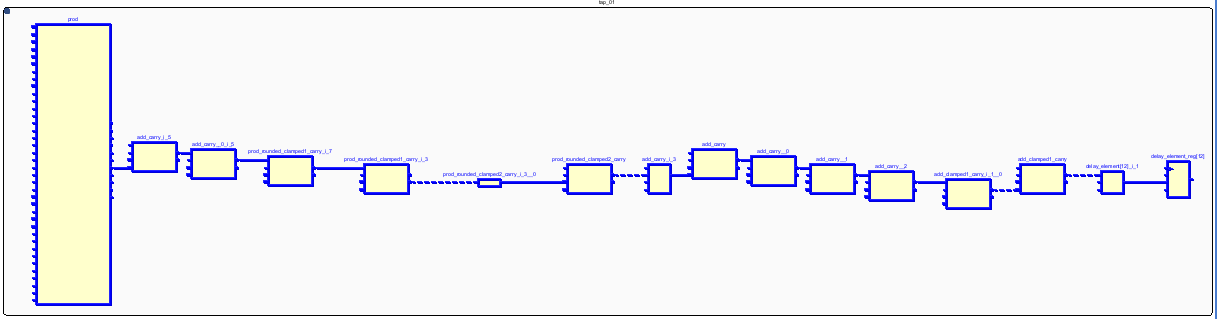 tap_01
prod
add_carry_i_5
add_carry__0_i_5
prod_rounded_clamped1_carry_i_7
prod_rounded_clamped1_carry_i_3
prod_rounded_clamped2_carry_i_3__0
prod_rounded_clamped2_carry
add_carry_i_3
add_carry
add_carry__0
add_carry__1
add_carry__2
add_clamped1_carry_i_1__0
add_clamped1_carry
delay_element[12]_i_1
delay_element_reg[12]